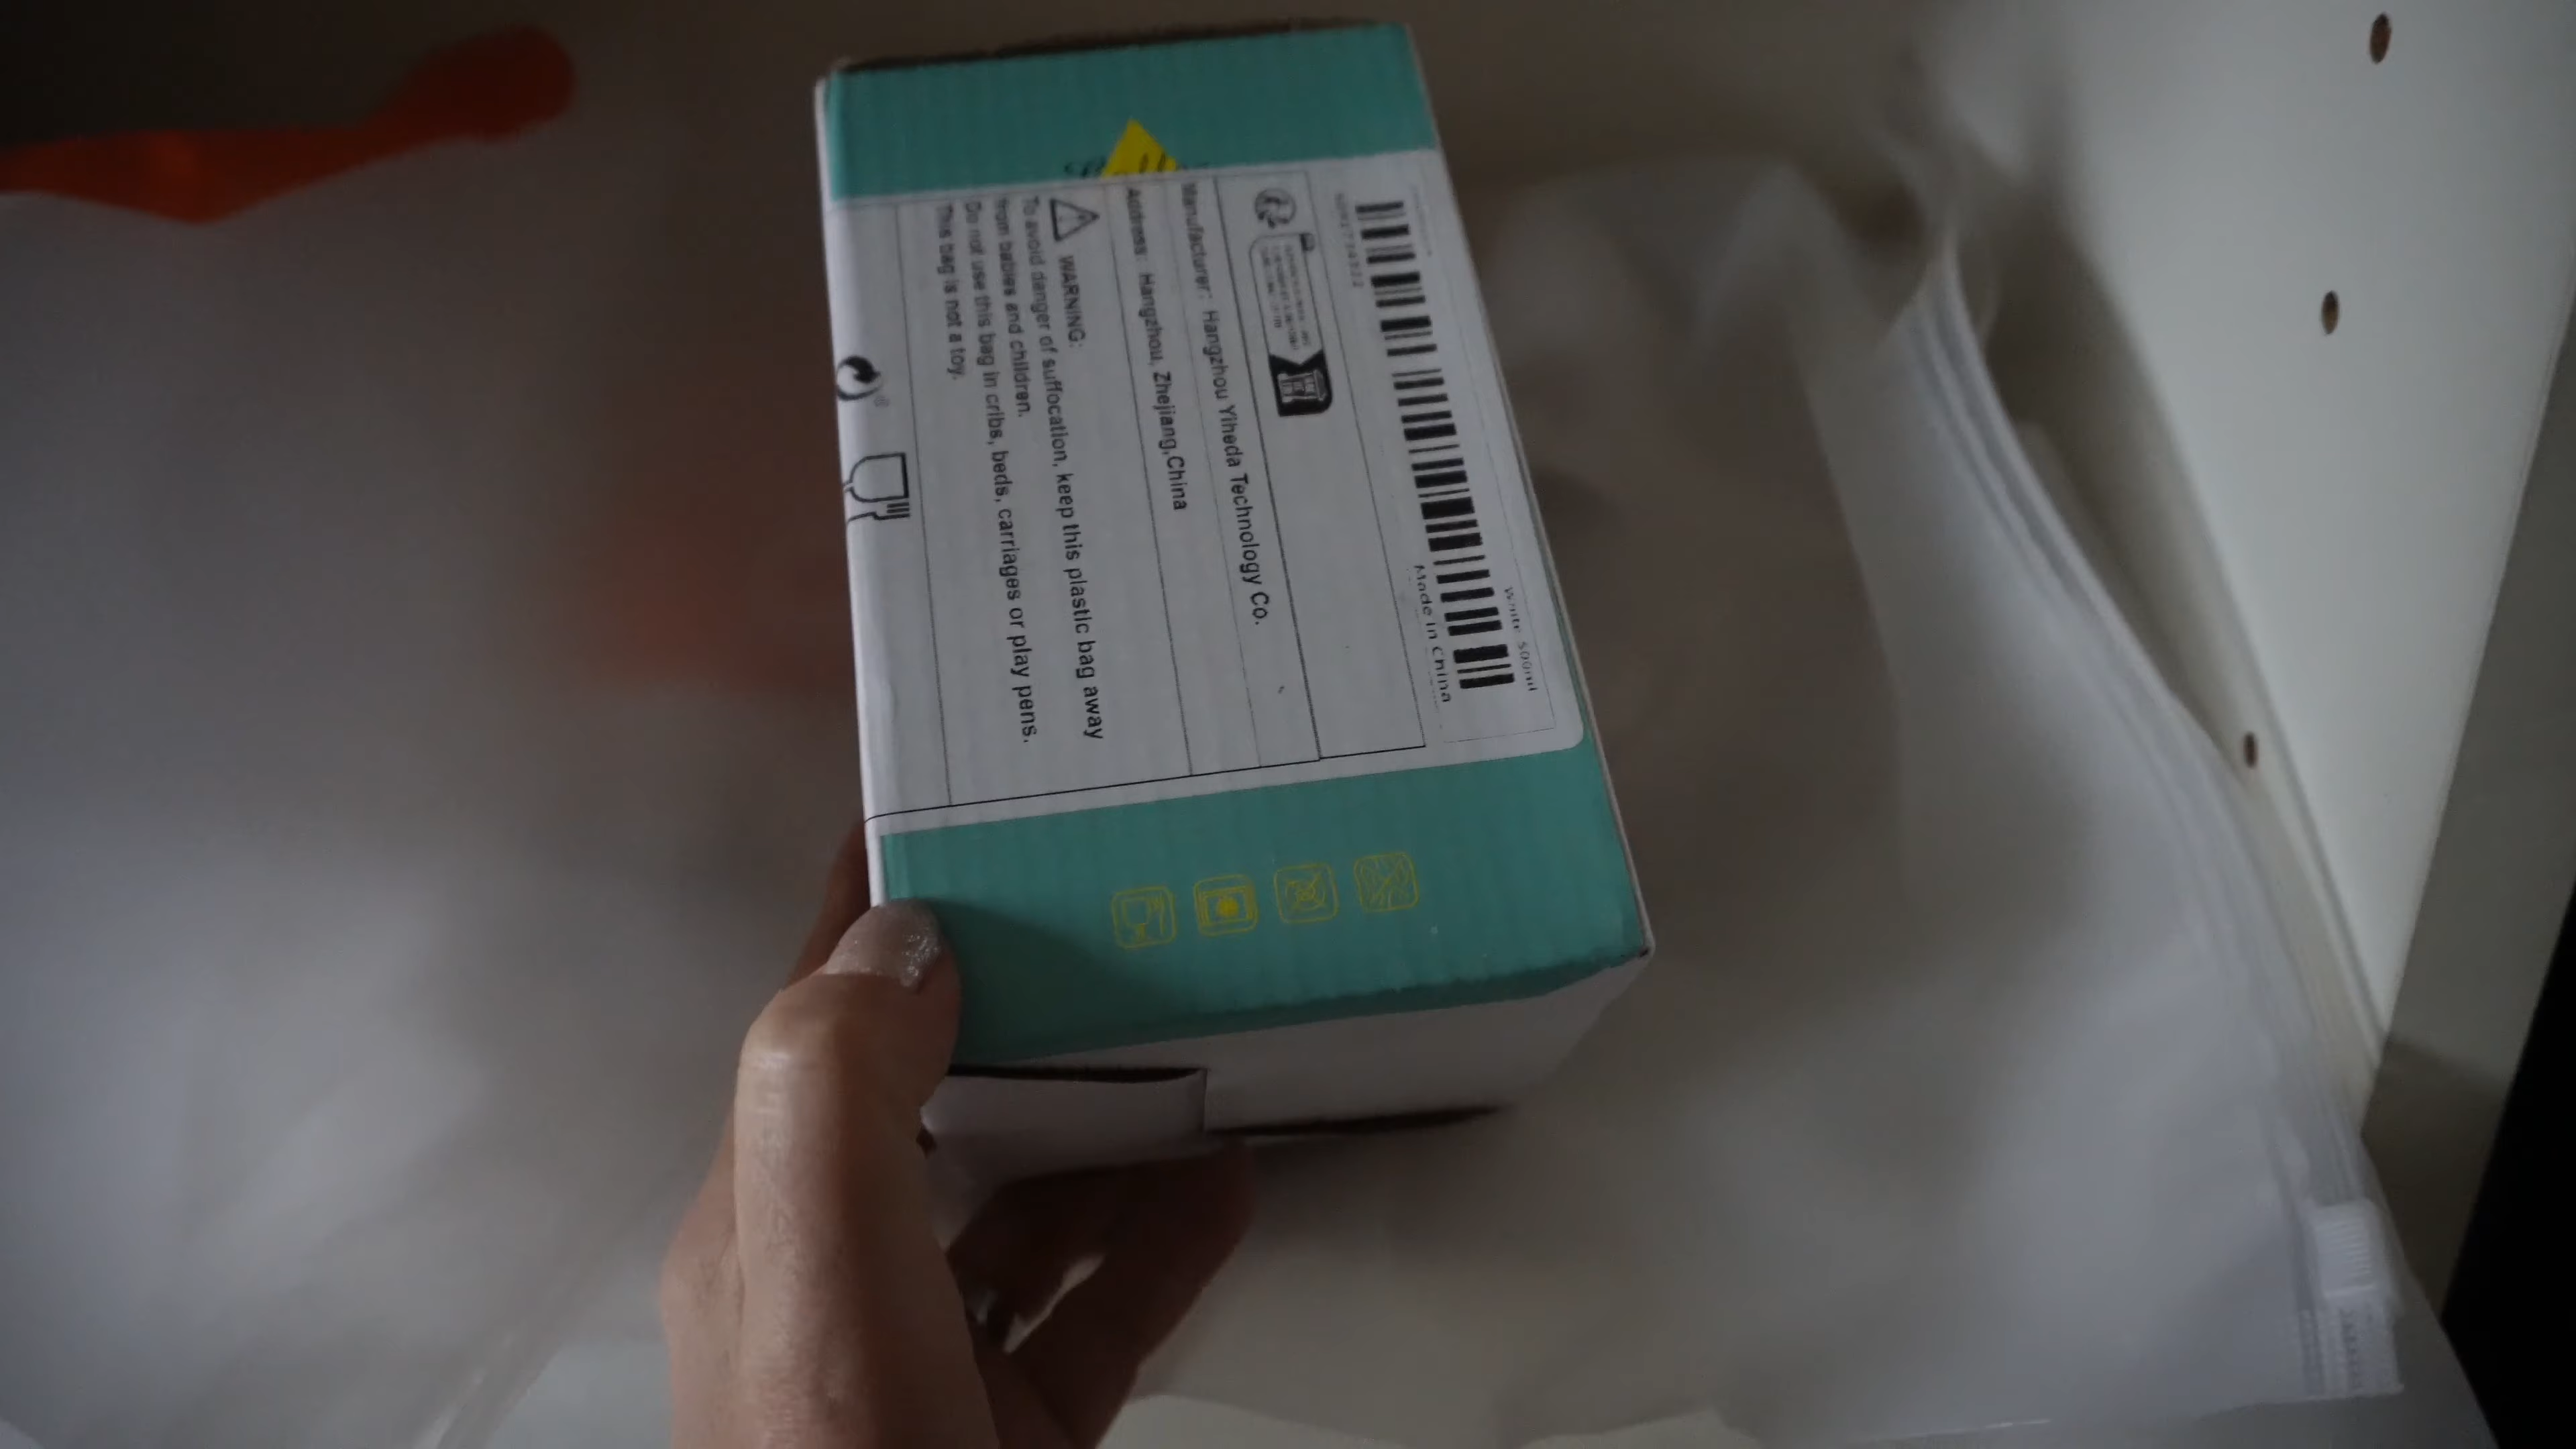 White 500ml
Made in China
Manufacturer: Hangzhou Yiheda Technology Co.
Address: Hangzhou, Zhejiang,China
WARNING:
To avoid danger of suffocation, keep this plastic bag away
from babies and children.
Do not use this bag in cribs, beds, carriages or play pens.
This bag is not a toy.